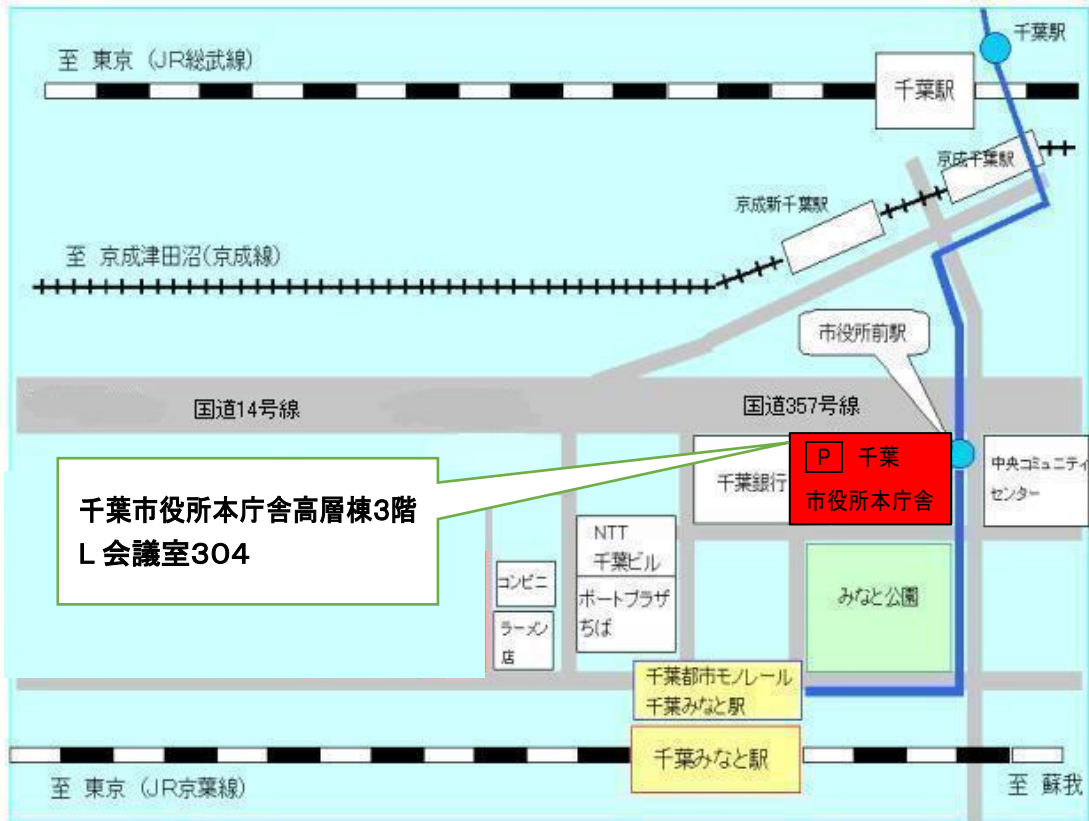 千葉駅
至 東京 (JR総武線)
千葉駅
京成千葉駅
京成新千葉駅
至 京成津田沼(京成線)
市役所前駅
国道14号線
国道357号線
P 千葉
市役所本庁舎
千葉銀行
中央コミュニティ
センター
千葉市役所本庁舎高層棟3階
L 会議室304
NTT
千葉ビル
コンビニ
ポートプラザ
ちば
みなと公園
ラーメン
店
千葉都市モノレール
千葉みなと駅
千葉みなと駅
至 東京 (JR京葉線)
至 蘇我